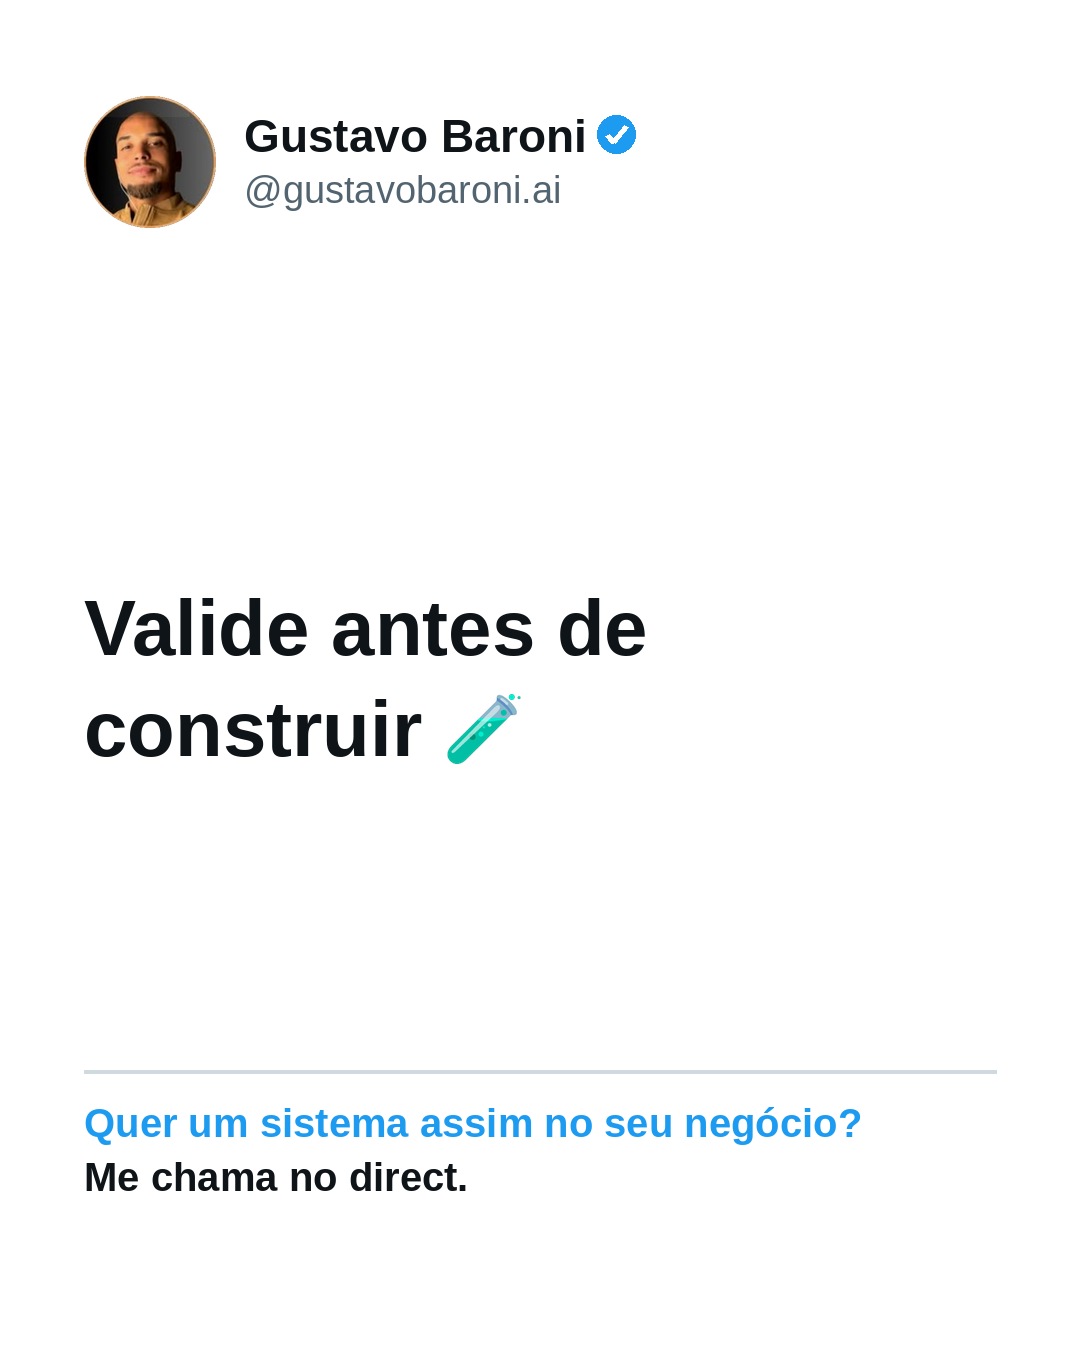 Gustavo Baroni
@gustavobaroni.ai
Valide antes de
construir 🧪
Quer um sistema assim no seu negócio?
Me chama no direct.